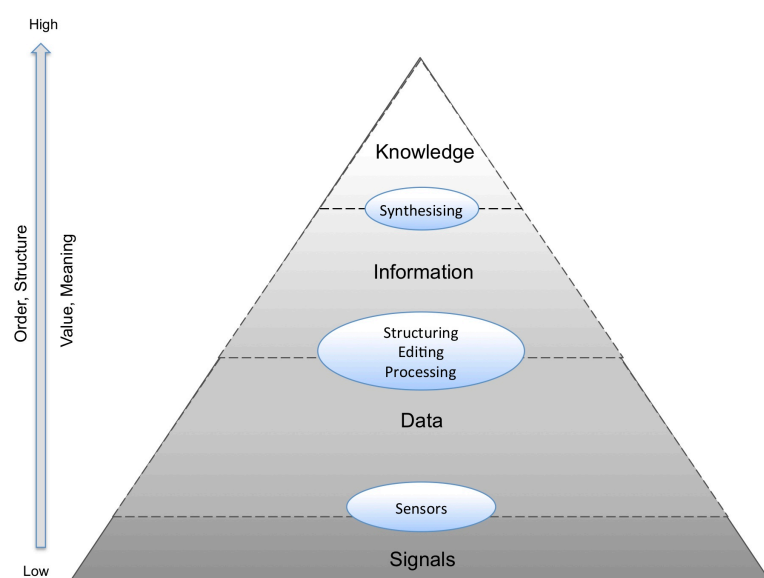 High
Knowledge
Synthesising
Order, Structure
Value, Meaning
Information
Structuring
Editing
Processing
Data
Sensors
Signals
Low